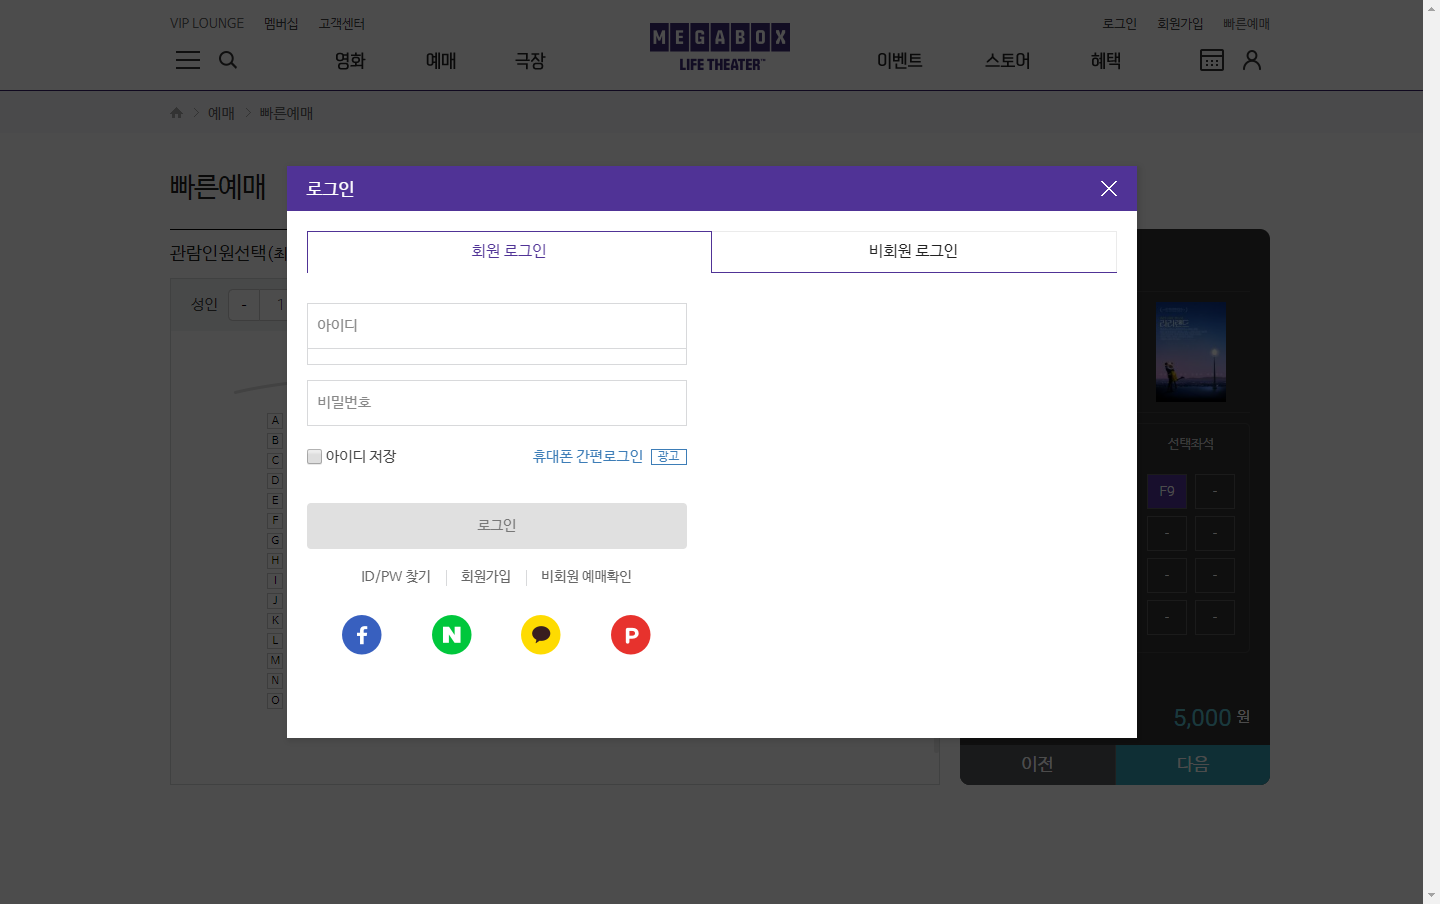 VIP LOUNGE 멤버십 고객센터
로그인 회원가입 빠른예매
MEGABOX
LIFE THEATER
영화 예매 극장 이벤트 스토어 혜택
예매 빠른예매
빠른예매
관람인원선택(최
성인 - 1
로그인
회원 로그인 비회원 로그인
아이디
비밀번호
아이디 저장 휴대폰 간편로그인 광고
로그인
ID/PW 찾기 회원가입 비회원 예매확인
A
B
C
D
E
F
G
H
I
J
K
L
M
N
O
선택좌석
F9 -
- -
- -
- -
5,000 원
이전 다음